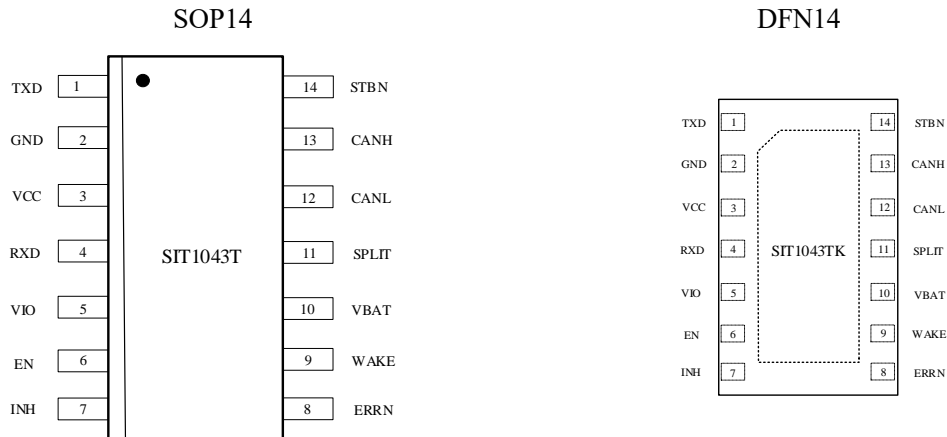 SOP14
TXD 1 14 STBN
GND 2 13 CANH
VCC 3 12 CANL
RXD 4 SIT1043T 11 SPLIT
VIO 5 10 VBAT
EN 6 9 WAKE
INH 7 8 ERRN
DFN14
TXD 1 14 STBN
GND 2 13 CANH
VCC 3 12 CANL
RXD 4 SIT1043TK 11 SPLIT
VIO 5 10 VBAT
EN 6 9 WAKE
INH 7 8 ERRN